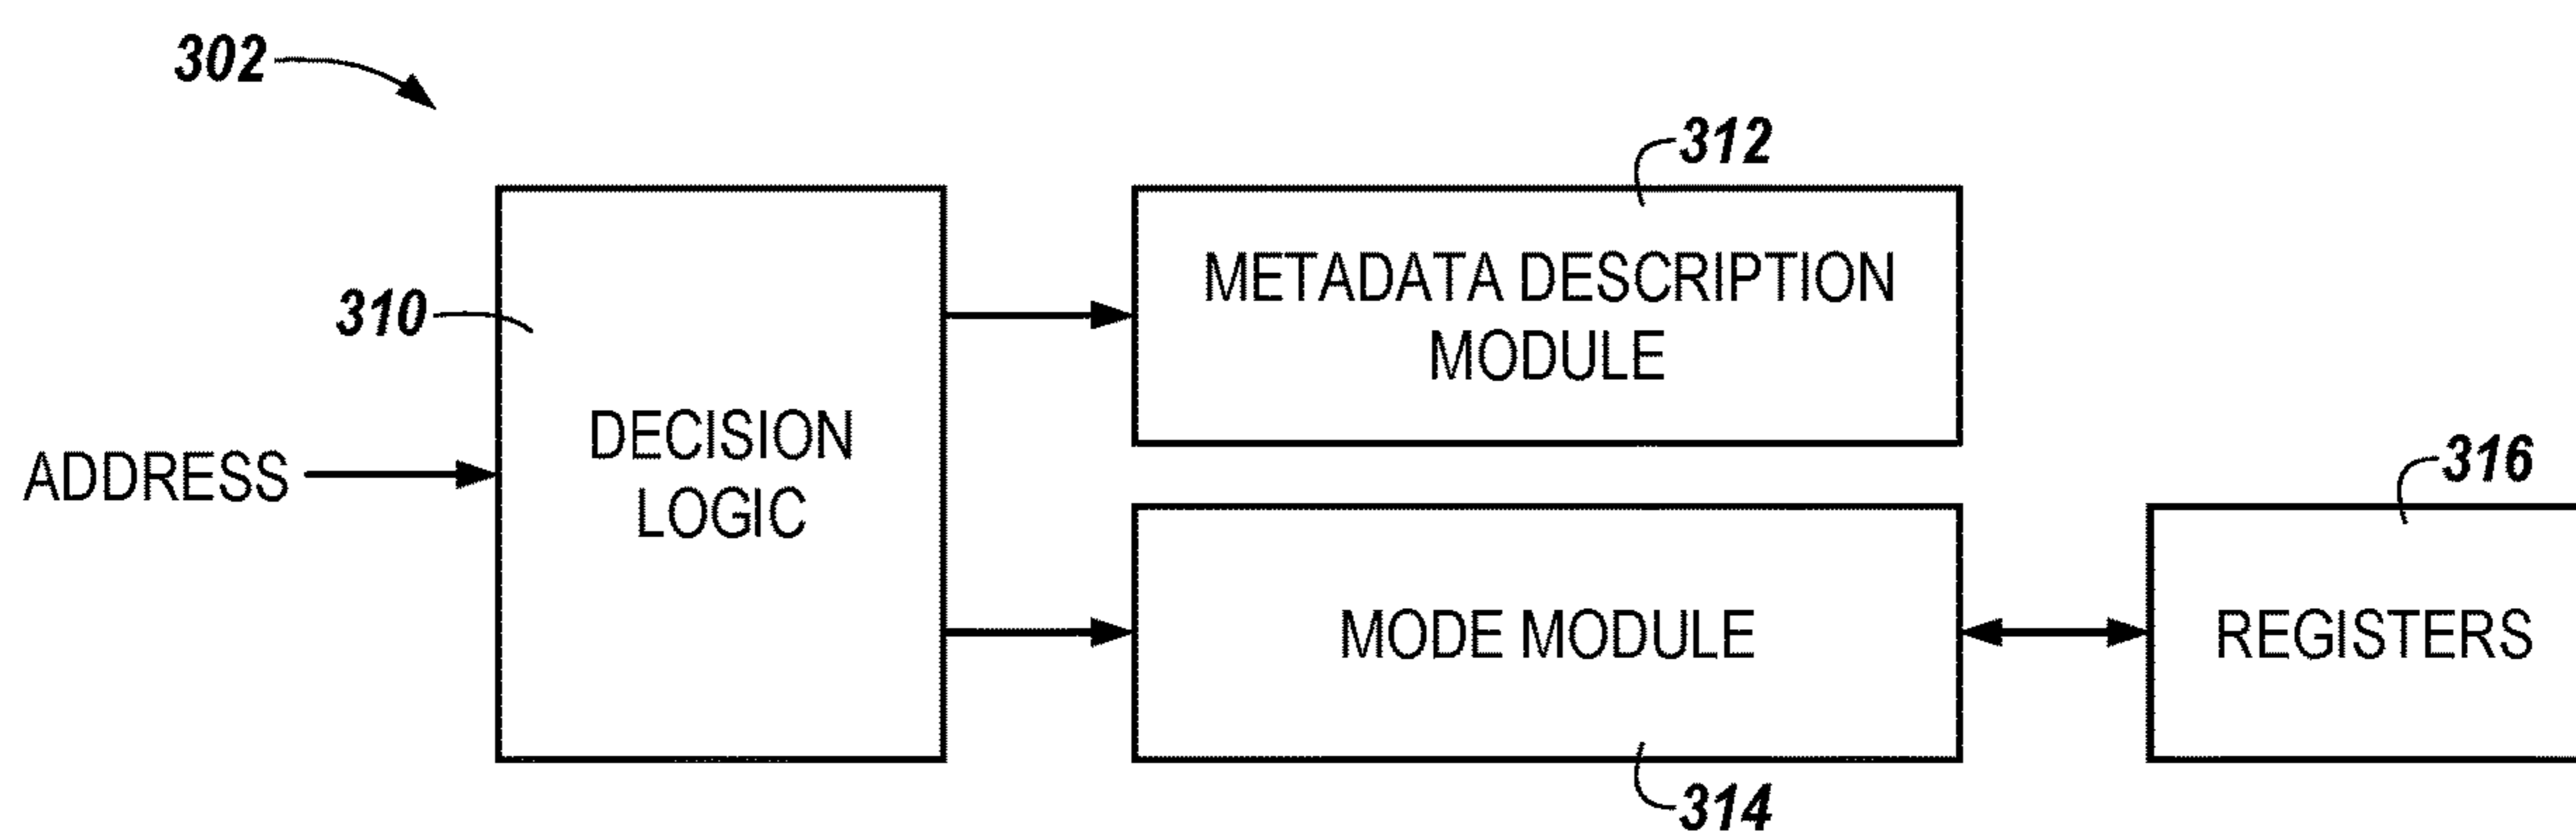 302
312
METADATA DESCRIPTION
MODULE
310
DECISION
LOGIC
ADDRESS
316
MODE MODULE
REGISTERS
314